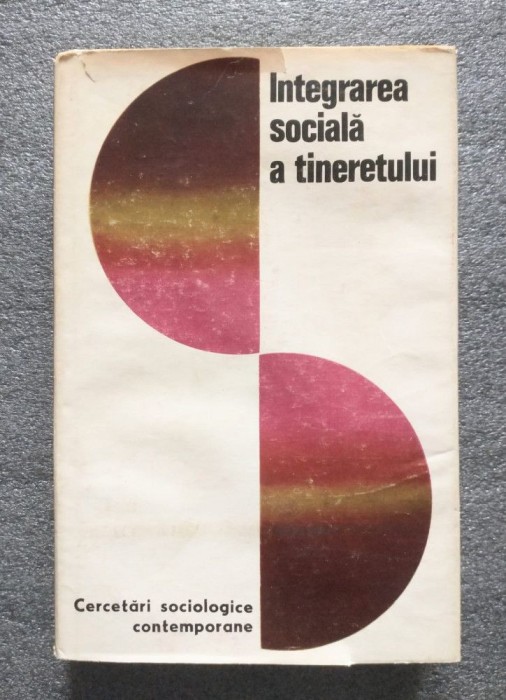 Integrarea
socială
a tineretului
Cercetări sociologice
contemporane